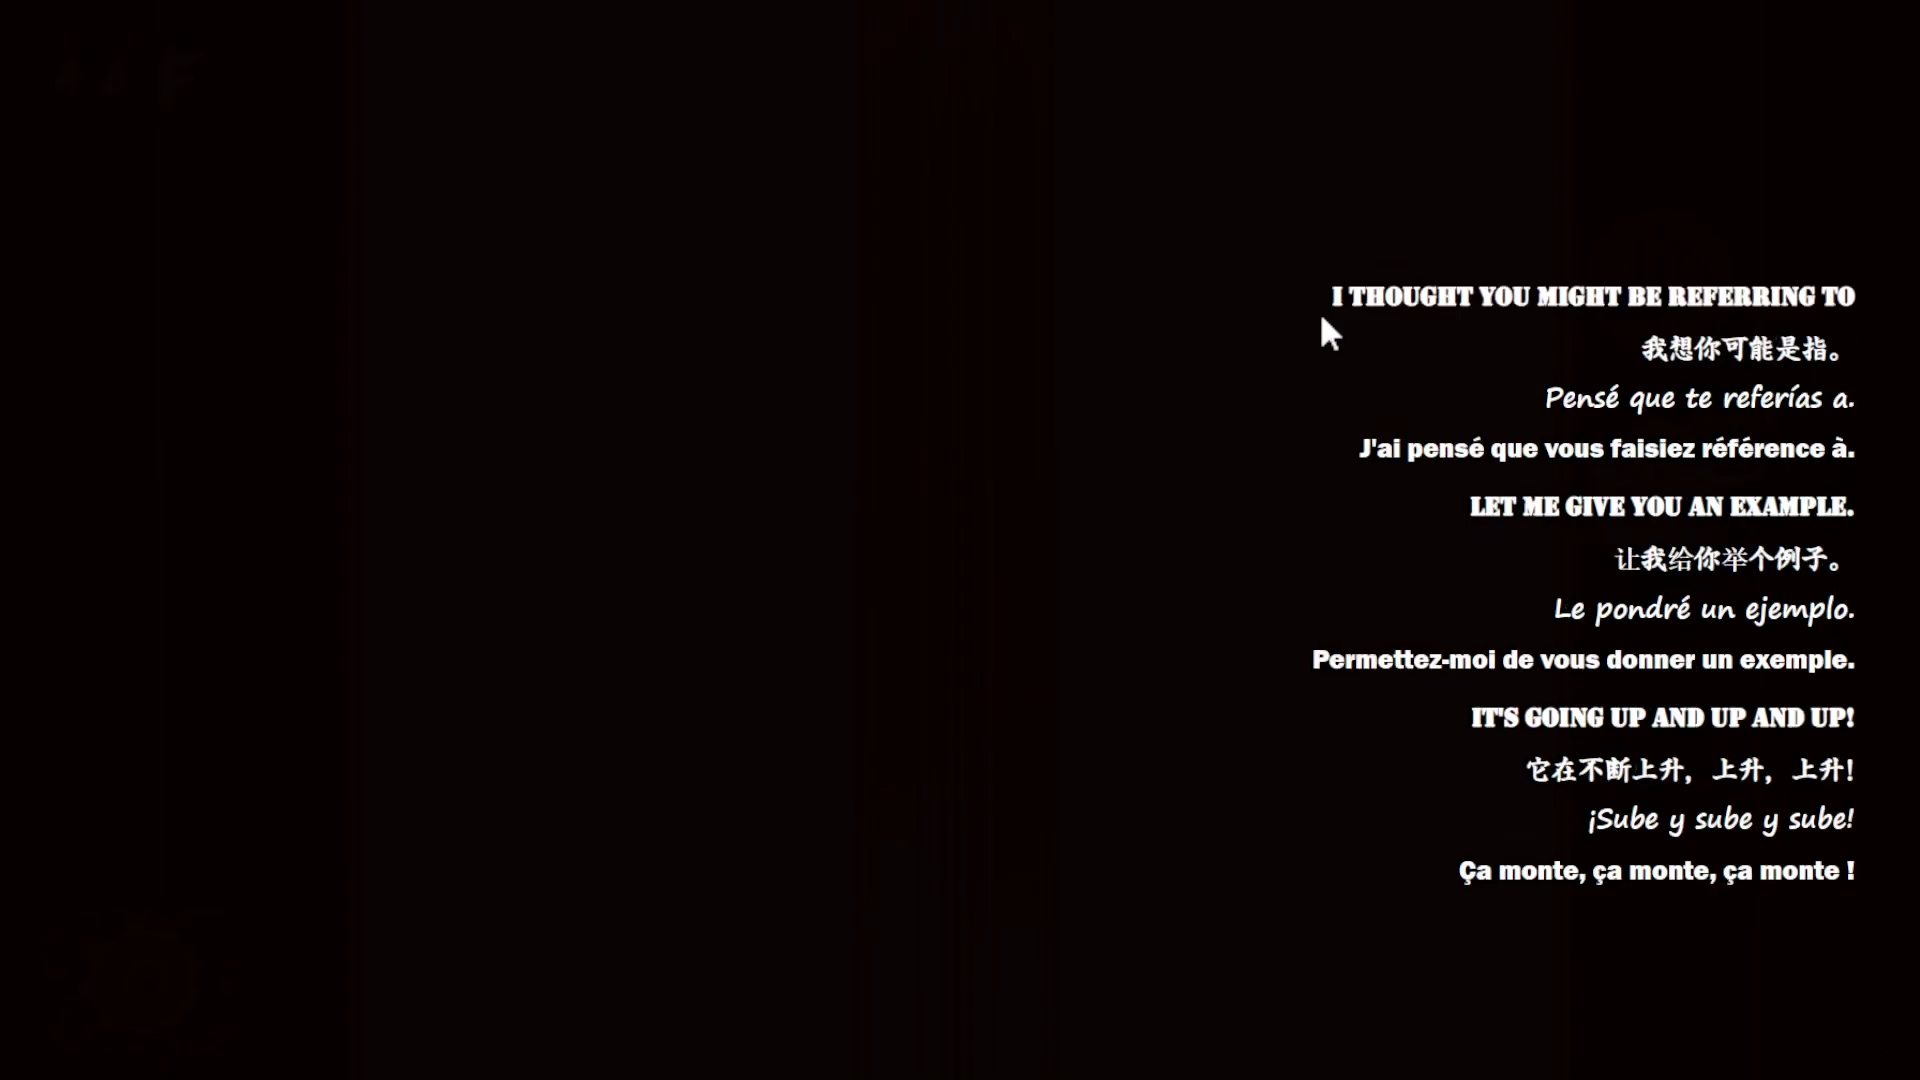 I THOUGHT YOU MIGHT BE REFERRING TO
我想你可能是指。
Pensé que te referías a.
J'ai pensé que vous faisiez référence à.
LET ME GIVE YOU AN EXAMPLE.
让我给你举个例子。
Le pondré un ejemplo.
Permettez-moi de vous donner un exemple.
IT'S GOING UP AND UP AND UP!
它在不断上升，上升，上升!
¡Sube y sube y sube!
Ça monte, ça monte, ça monte !